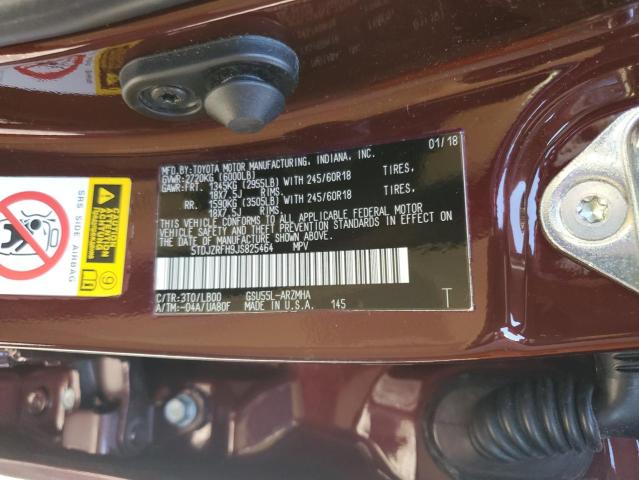 MFD.BY:TOYOTA MOTOR MANUFACTURING, INDIANA, INC. 01/18
GVWR:2720KG (6000LB)
GAWR:FRT. 1345KG (2955LB) WITH 245/60R18 TIRES,
18X7.5J RIMS.
RR. 1590KG (3505LB) WITH 245/60R18 TIRES,
18X7.5J RIMS.
THIS VEHICLE CONFORMS TO ALL APPLICABLE FEDERAL MOTOR
VEHICLE SAFETY AND THEFT PREVENTION STANDARDS IN EFFECT ON
THE DATE OF MANUFACTURE SHOWN ABOVE.
5TDJZRFH9JS825464 MPV
C/TR:3T0/LB00 GSU55L-ARZMHA T
A/TM:-04A/UA80F MADE IN U.S.A. 145
SRS SIDE AIRBAG